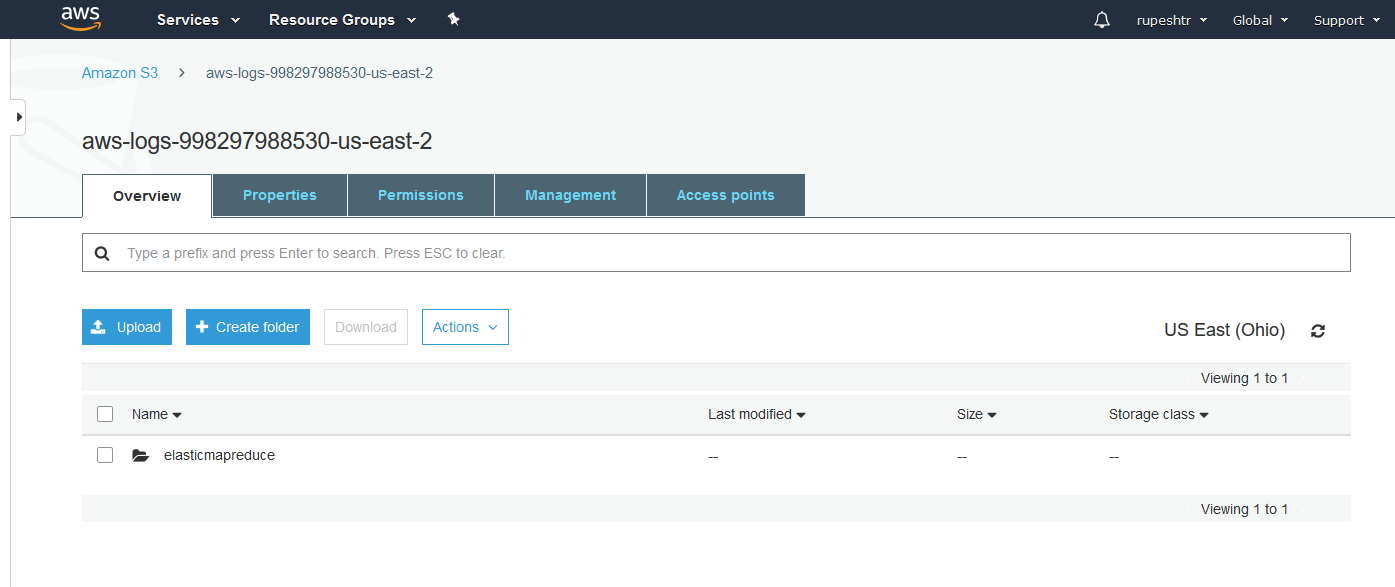 aws Services Resource Groups rupeshtr Global Support
Amazon S3 > aws-logs-998297988530-us-east-2
aws-logs-998297988530-us-east-2
Overview Properties Permissions Management Access points
Type a prefix and press Enter to search. Press ESC to clear.
Upload + Create folder Download Actions US East (Ohio)
Viewing 1 to 1
Name Last modified Size Storage class
elasticmapreduce -- -- --
Viewing 1 to 1